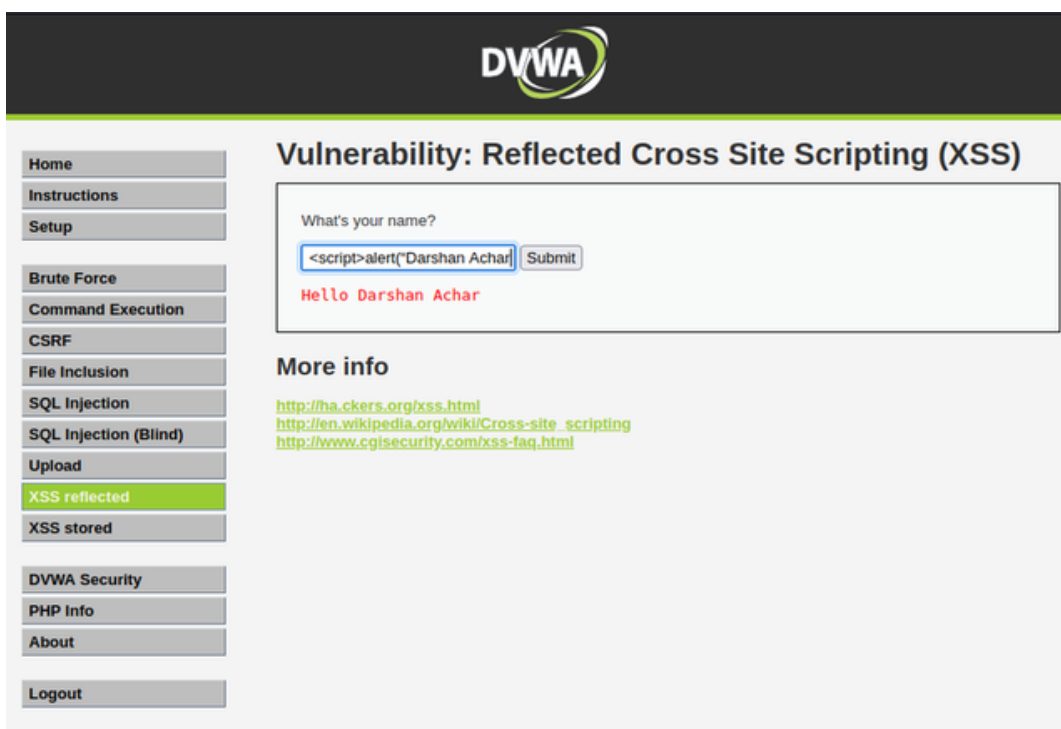 DVWA
Home
Instructions
Setup
Brute Force
Command Execution
CSRF
File Inclusion
SQL Injection
SQL Injection (Blind)
Upload
XSS reflected
XSS stored
DVWA Security
PHP Info
About
Logout
Vulnerability: Reflected Cross Site Scripting (XSS)
What's your name?
<script>alert("Darshan Achar Submit
Hello Darshan Achar
More info
http://ha.ckers.org/xss.html
http://en.wikipedia.org/wiki/Cross-site_scripting
http://www.cgisecurity.com/xss-faq.html